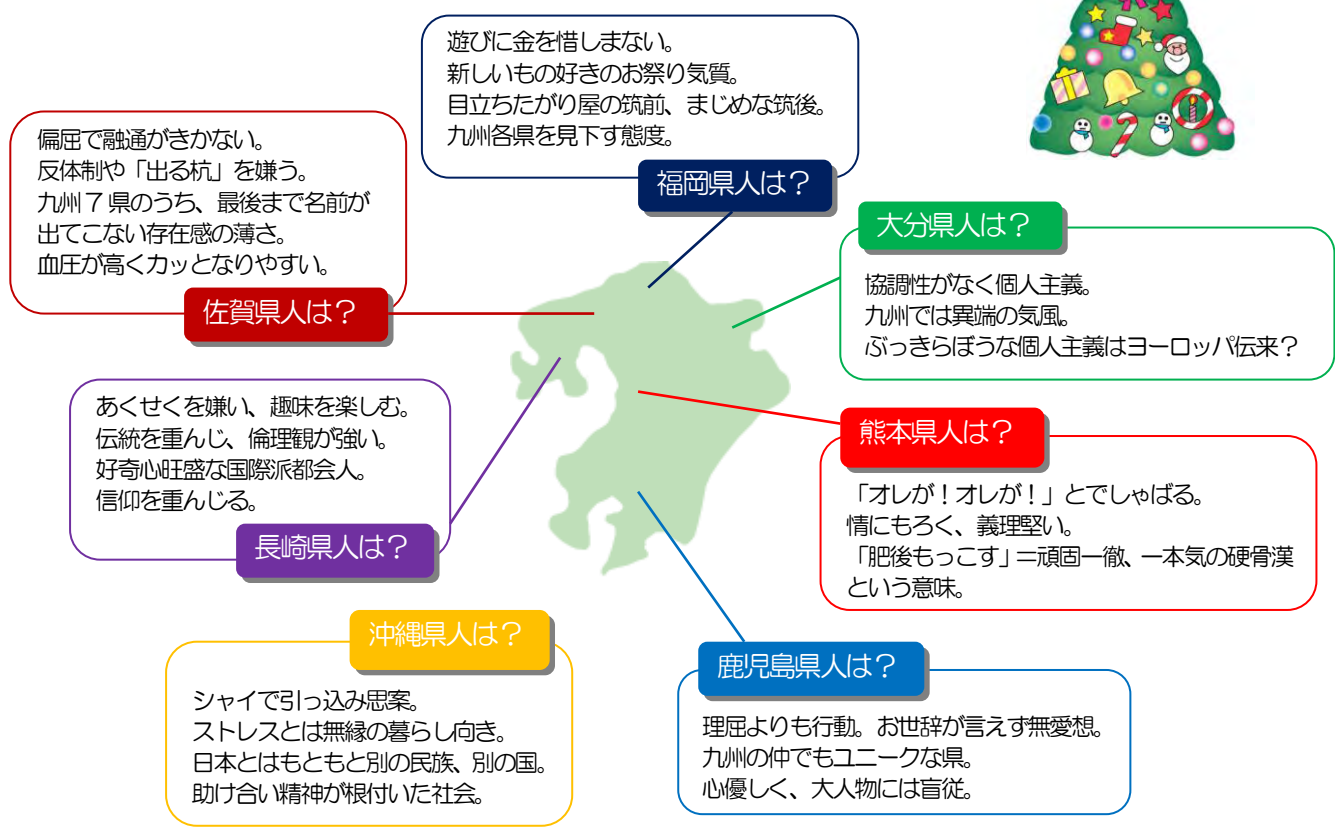 遊びに金を惜しまない。
新しいもの好きのお祭り気質。
目立ちたがり屋の筑前、まじめな筑後。
九州各県を見下す態度。
福岡県人は？
偏屈で融通がきかない。
反体制や「出る杭」を嫌う。
九州７県のうち、最後まで名前が
出てこない存在感の薄さ。
血圧が高くカッとなりやすい。
佐賀県人は？
大分県人は？
協調性がなく個人主義。
九州では異端の気風。
ぶっきらぼうな個人主義はヨーロッパ伝来？
あくせくを嫌い、趣味を楽しむ。
伝統を重んじ、倫理観が強い。
好奇心旺盛な国際派都会人。
信仰を重んじる。
長崎県人は？
熊本県人は？
「オレが！オレが！」とでしゃばる。
情にもろく、義理堅い。
「肥後もっこす」＝頑固一徹、一本気の硬骨漢
という意味。
沖縄県人は？
シャイで引っ込み思案。
ストレスとは無縁の暮らし向き。
日本とはもともと別の民族、別の国。
助け合い精神が根付いた社会。
鹿児島県人は？
理屈よりも行動。お世辞が言えず無愛想。
九州の仲でもユニークな県。
心優しく、大人物には盲従。